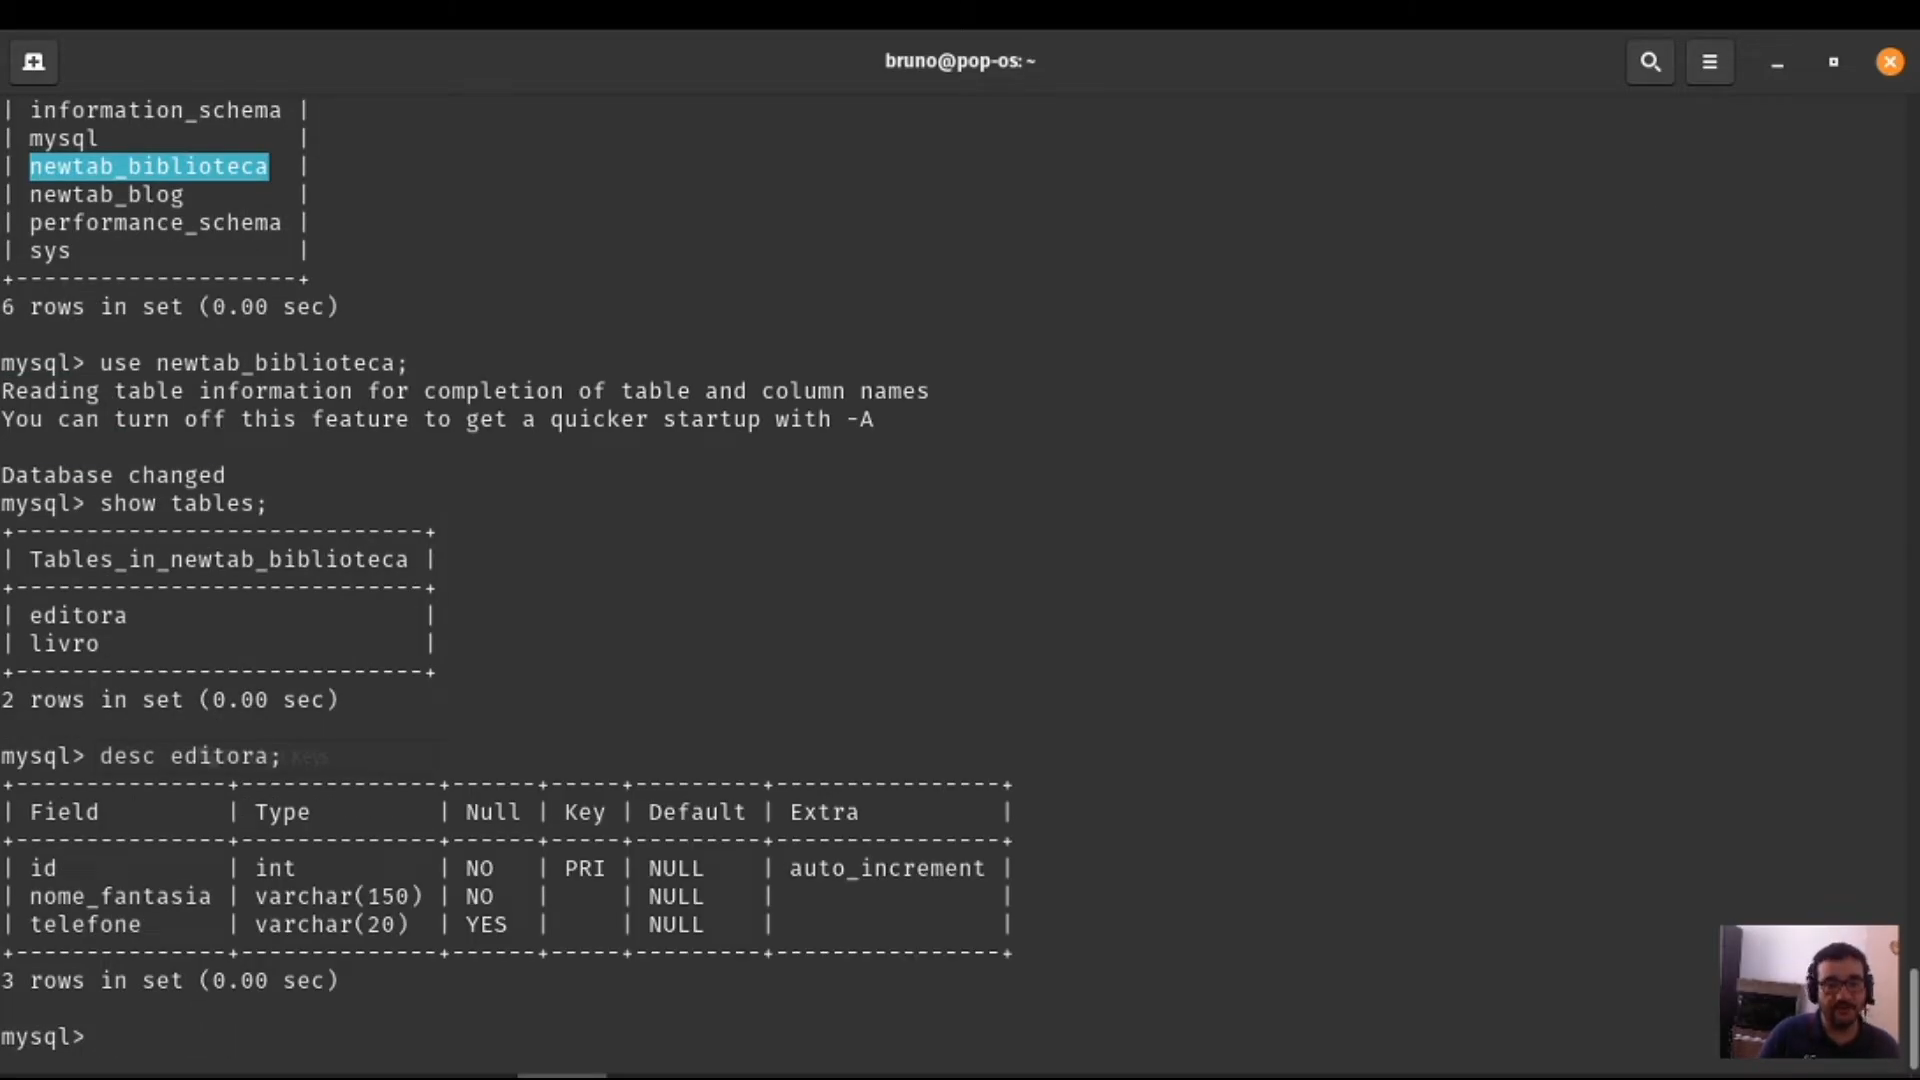 bruno@pop-os: ~
| information_schema |
| mysql              |
| newtab_biblioteca  |
| newtab_blog        |
| performance_schema |
| sys                |
+--------------------+
6 rows in set (0.00 sec)
mysql> use newtab_biblioteca;
Reading table information for completion of table and column names
You can turn off this feature to get a quicker startup with -A
Database changed
mysql> show tables;
+-----------------------------+
| Tables_in_newtab_biblioteca |
+-----------------------------+
| editora                     |
| livro                       |
+-----------------------------+
2 rows in set (0.00 sec)
mysql> desc editora;
+---------------+--------------+------+-----+---------+----------------+
| Field         | Type         | Null | Key | Default | Extra          |
+---------------+--------------+------+-----+---------+----------------+
| id            | int          | NO   | PRI | NULL    | auto_increment |
| nome_fantasia | varchar(150) | NO   |     | NULL    |                |
| telefone      | varchar(20)  | YES  |     | NULL    |                |
+---------------+--------------+------+-----+---------+----------------+
3 rows in set (0.00 sec)
mysql>